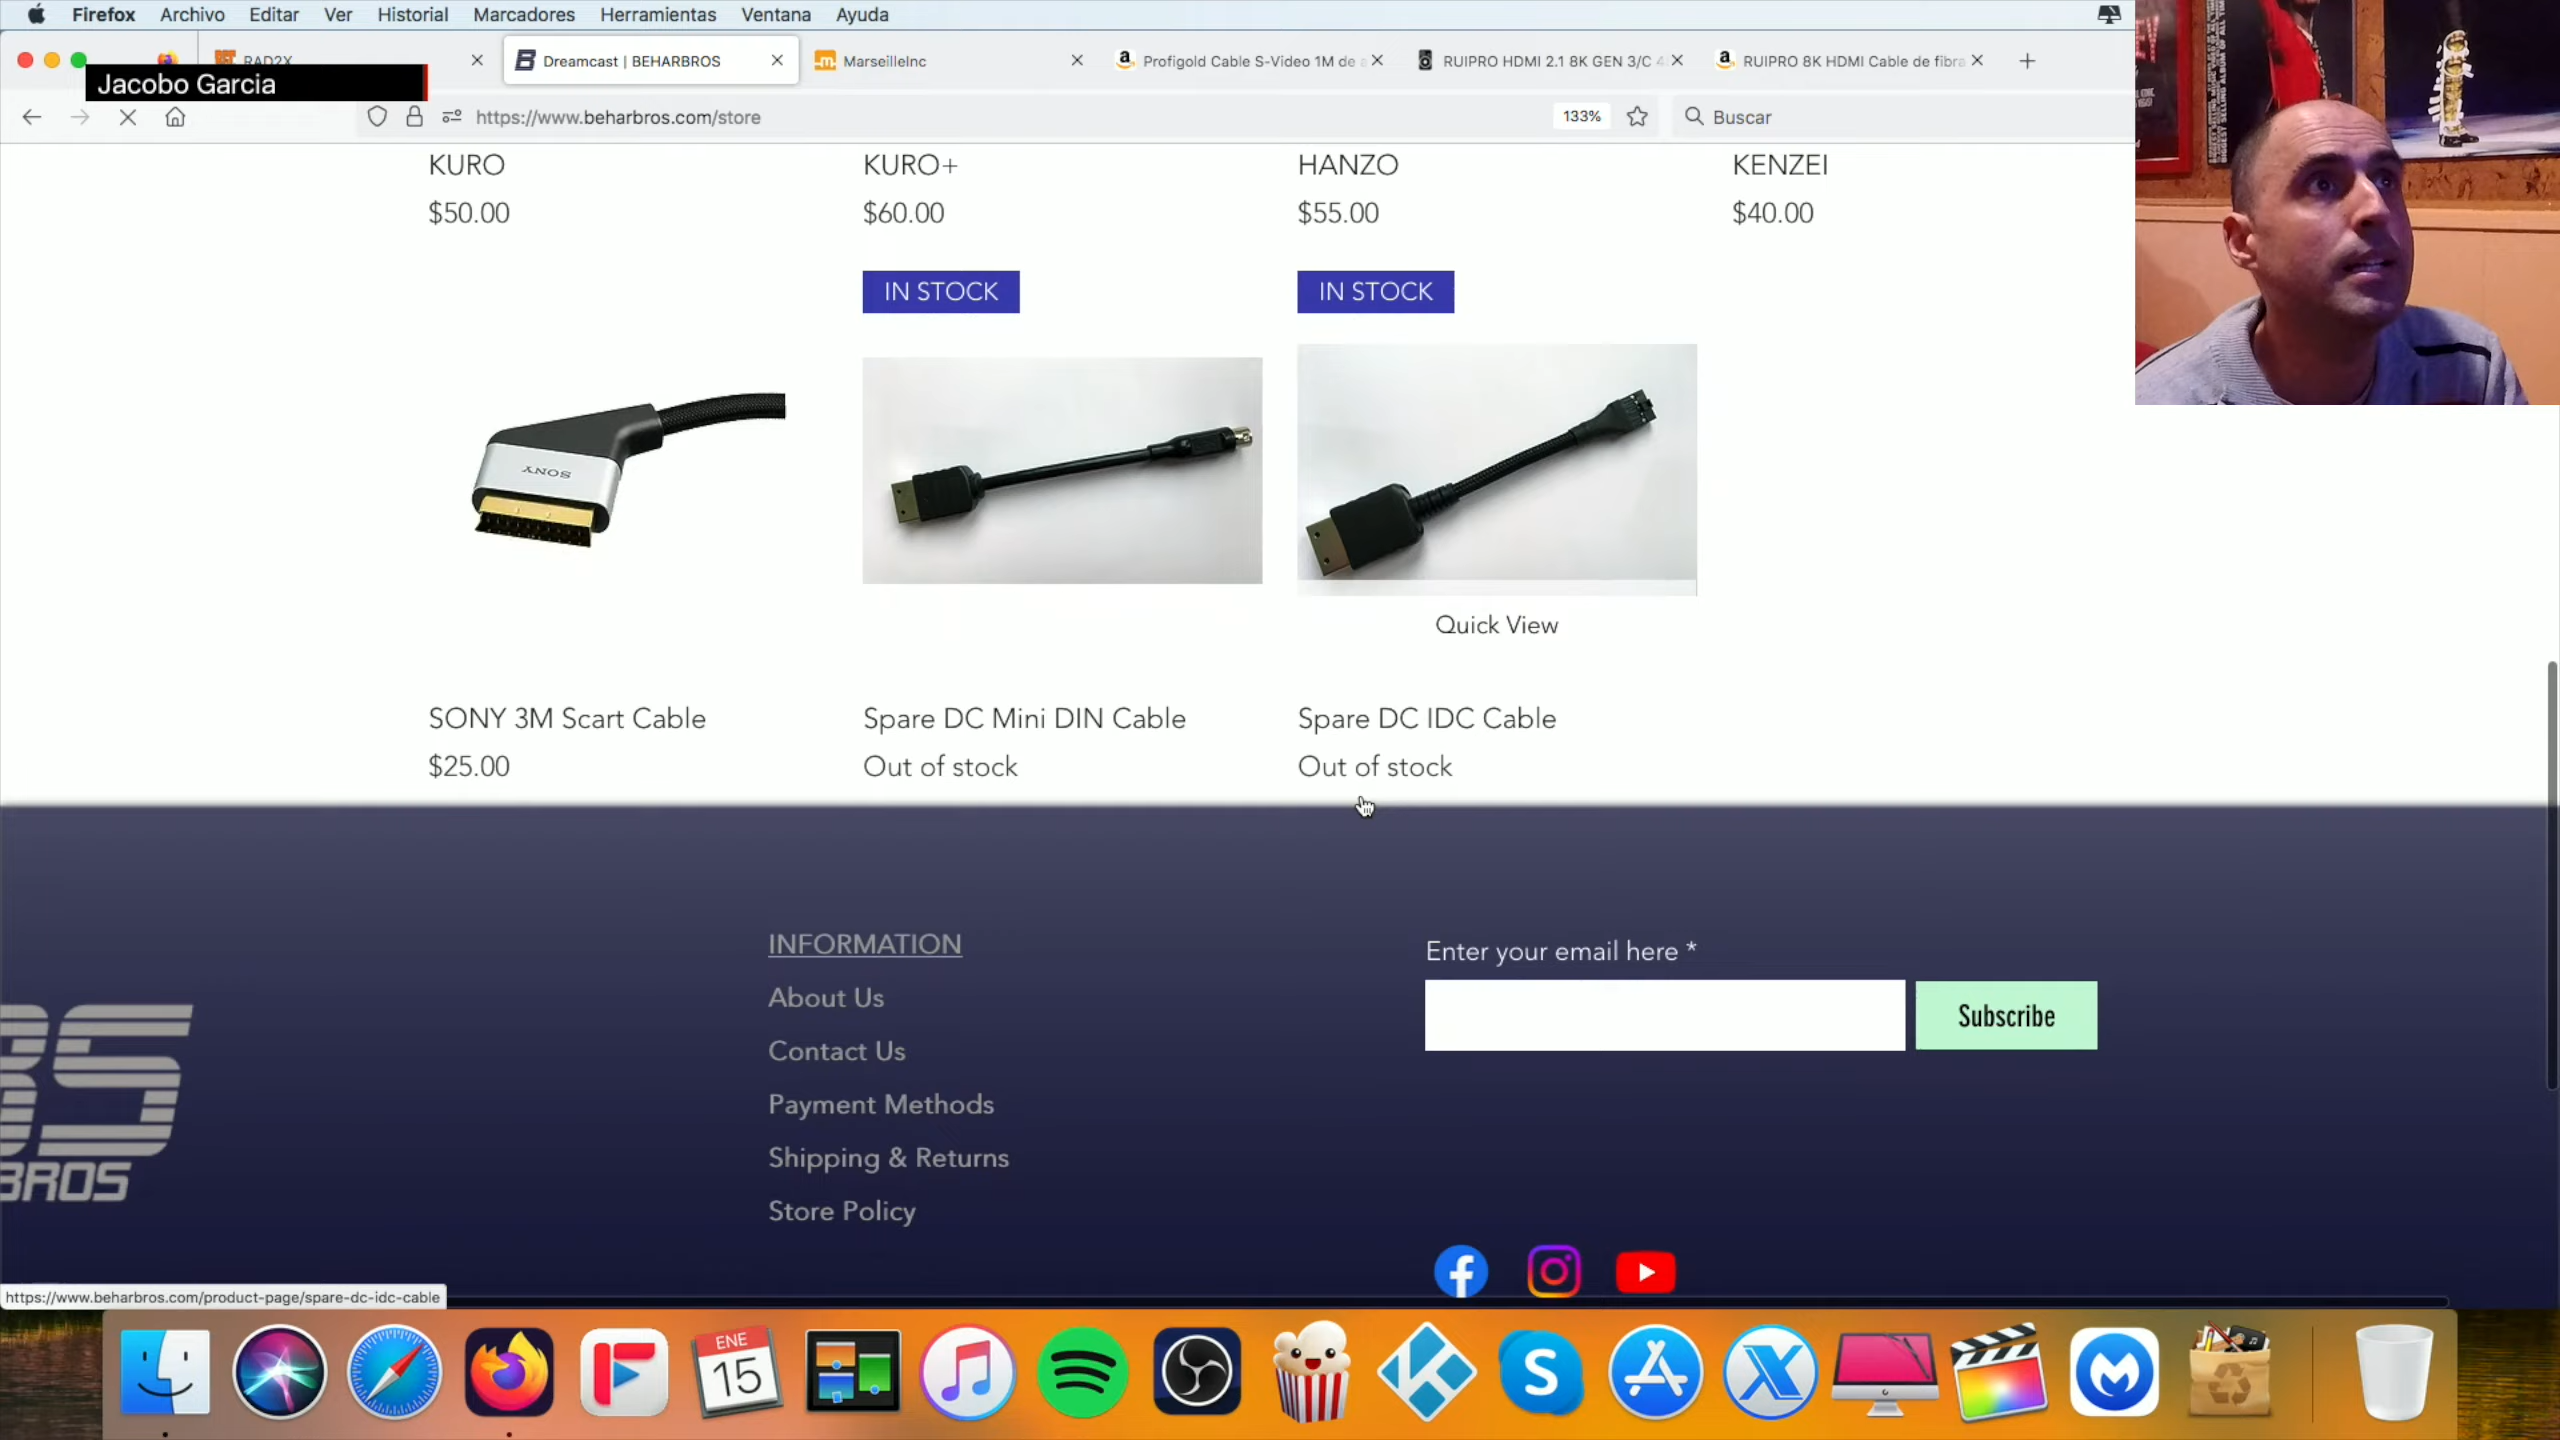 Firefox Archivo Editar Ver Historial Marcadores Herramientas Ventana Ayuda
RAD2X
Dreamcast | BEHARBROS
MarseilleInc
Profigold Cable S-Video 1M de a
RUIPRO HDMI 2.1 8K GEN 3/C 4
RUIPRO 8K HDMI Cable de fibra
Jacobo Garcia
https://www.beharbros.com/store
133%
Buscar
KURO
$50.00
KURO+
$60.00
HANZO
$55.00
KENZEI
$40.00
IN STOCK
IN STOCK
SONY
Quick View
SONY 3M Scart Cable
$25.00
Spare DC Mini DIN Cable
Out of stock
Spare DC IDC Cable
Out of stock
INFORMATION
About Us
Contact Us
Payment Methods
Shipping & Returns
Store Policy
Enter your email here *
Subscribe
BS
BROS
https://www.beharbros.com/product-page/spare-dc-idc-cable
ENE
15